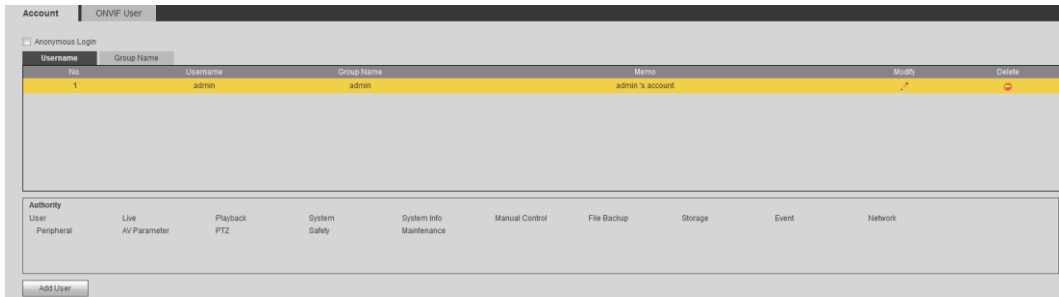 Account ONVIF User
Anonymous Login
Username Group Name
No. Username Group Name Memo Modify Delete
1 admin admin admin 's account
Authority
User Live Playback System System Info Manual Control File Backup Storage Event Network
Peripheral AV Parameter PTZ Safety Maintenance
Add User